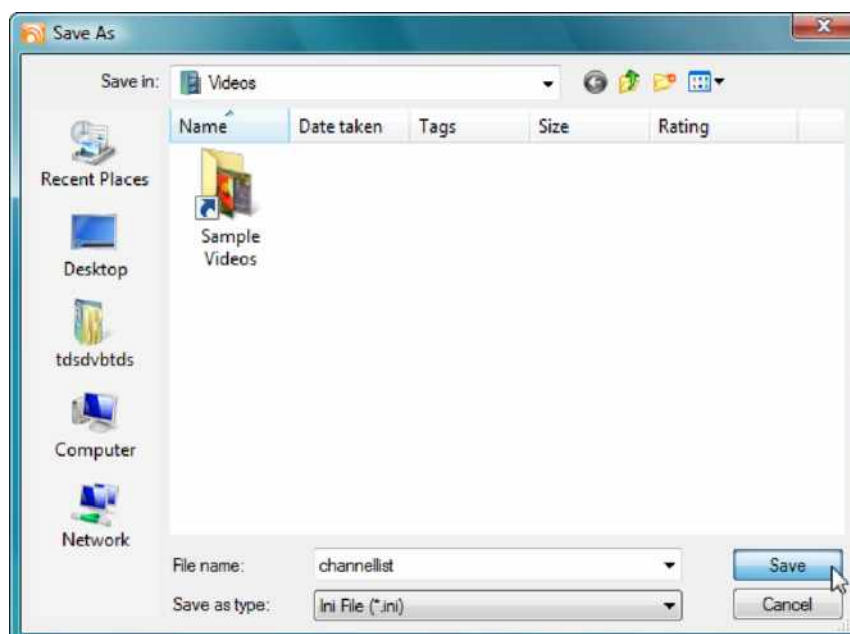 Save As
Save in: Videos
Name Date taken Tags Size Rating
Recent Places
Sample
Videos
Desktop
tdsdvbtds
Computer
Network
File name: channellist
Save
Save as type: Ini File (*.ini)
Cancel